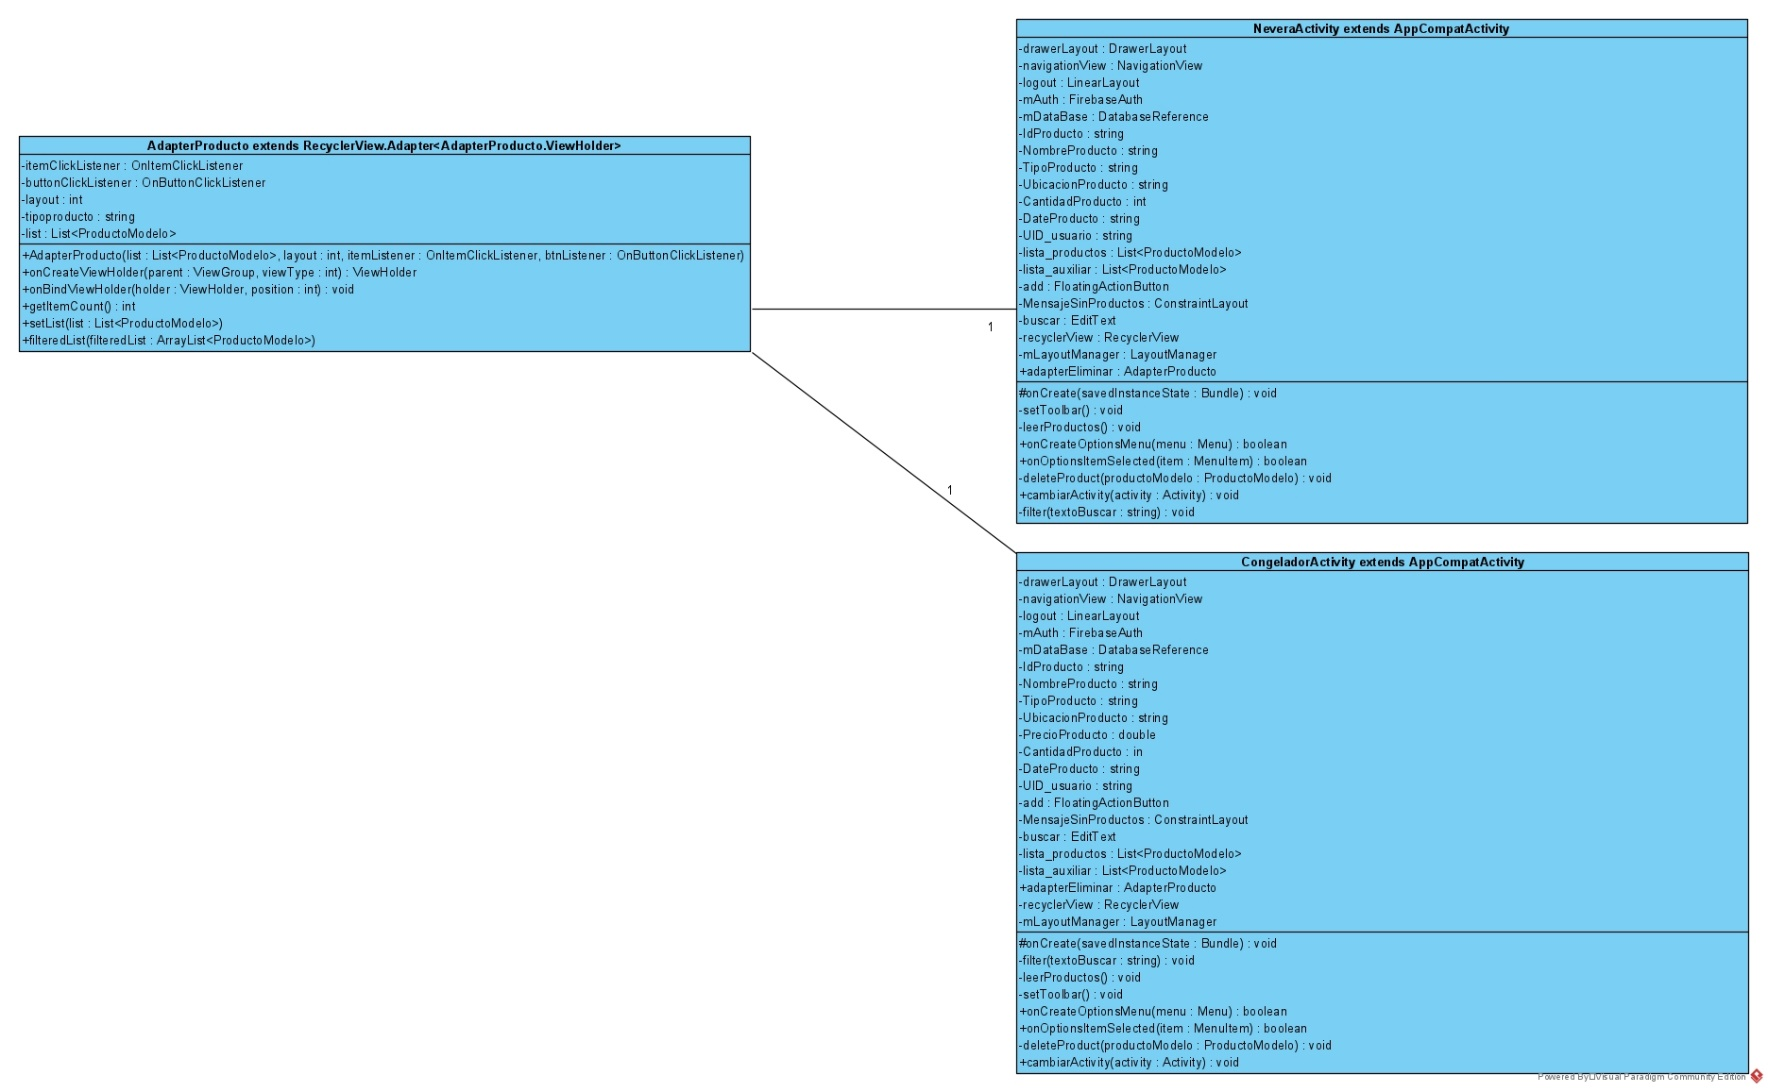 AdapterProducto extends RecyclerView.Adapter<AdapterProducto.ViewHolder>
-itemClickListener : OnItemClickListener
-buttonClickListener : OnButtonClickListener
-layout : int
-tipoproducto : string
-list : List<ProductoModelo>
+AdapterProducto(list : List<ProductoModelo>, layout : int, itemListener : OnItemClickListener, btnListener : OnButtonClickListener)
+onCreateViewHolder(parent : ViewGroup, viewType : int) : ViewHolder
+onBindViewHolder(holder : ViewHolder, position : int) : void
+getItemCount() : int
+setList(list : List<ProductoModelo>)
+filteredList(filteredList : ArrayList<ProductoModelo>)
1
1
NeveraActivity extends AppCompatActivity
-drawerLayout : DrawerLayout
-navigationView : NavigationView
-logout : LinearLayout
-mAuth : FirebaseAuth
-mDataBase : DatabaseReference
-IdProducto : string
-NombreProducto : string
-TipoProducto : string
-UbicacionProducto : string
-CantidadProducto : int
-DateProducto : string
-UID_usuario : string
-lista_productos : List<ProductoModelo>
-lista_auxiliar : List<ProductoModelo>
-add : FloatingActionButton
-MensajeSinProductos : ConstraintLayout
-buscar : EditText
-recyclerView : RecyclerView
-mLayoutManager : LayoutManager
+adapterEliminar : AdapterProducto
#onCreate(savedInstanceState : Bundle) : void
-setToolbar() : void
-leerProductos() : void
+onCreateOptionsMenu(menu : Menu) : boolean
+onOptionsItemSelected(item : MenuItem) : boolean
-deleteProduct(productoModelo : ProductoModelo) : void
+cambiarActivity(activity : Activity) : void
-filter(textoBuscar : string) : void
CongeladorActivity extends AppCompatActivity
-drawerLayout : DrawerLayout
-navigationView : NavigationView
-logout : LinearLayout
-mAuth : FirebaseAuth
-mDataBase : DatabaseReference
-IdProducto : string
-NombreProducto : string
-TipoProducto : string
-UbicacionProducto : string
-PrecioProducto : double
-CantidadProducto : in
-DateProducto : string
-UID_usuario : string
-add : FloatingActionButton
-MensajeSinProductos : ConstraintLayout
-buscar : EditText
-lista_productos : List<ProductoModelo>
-lista_auxiliar : List<ProductoModelo>
+adapterEliminar : AdapterProducto
-recyclerView : RecyclerView
-mLayoutManager : LayoutManager
#onCreate(savedInstanceState : Bundle) : void
-filter(textoBuscar : string) : void
-leerProductos() : void
-setToolbar() : void
+onCreateOptionsMenu(menu : Menu) : boolean
+onOptionsItemSelected(item : MenuItem) : boolean
-deleteProduct(productoModelo : ProductoModelo) : void
+cambiarActivity(activity : Activity) : void
Powered By Visual Paradigm Community Edition